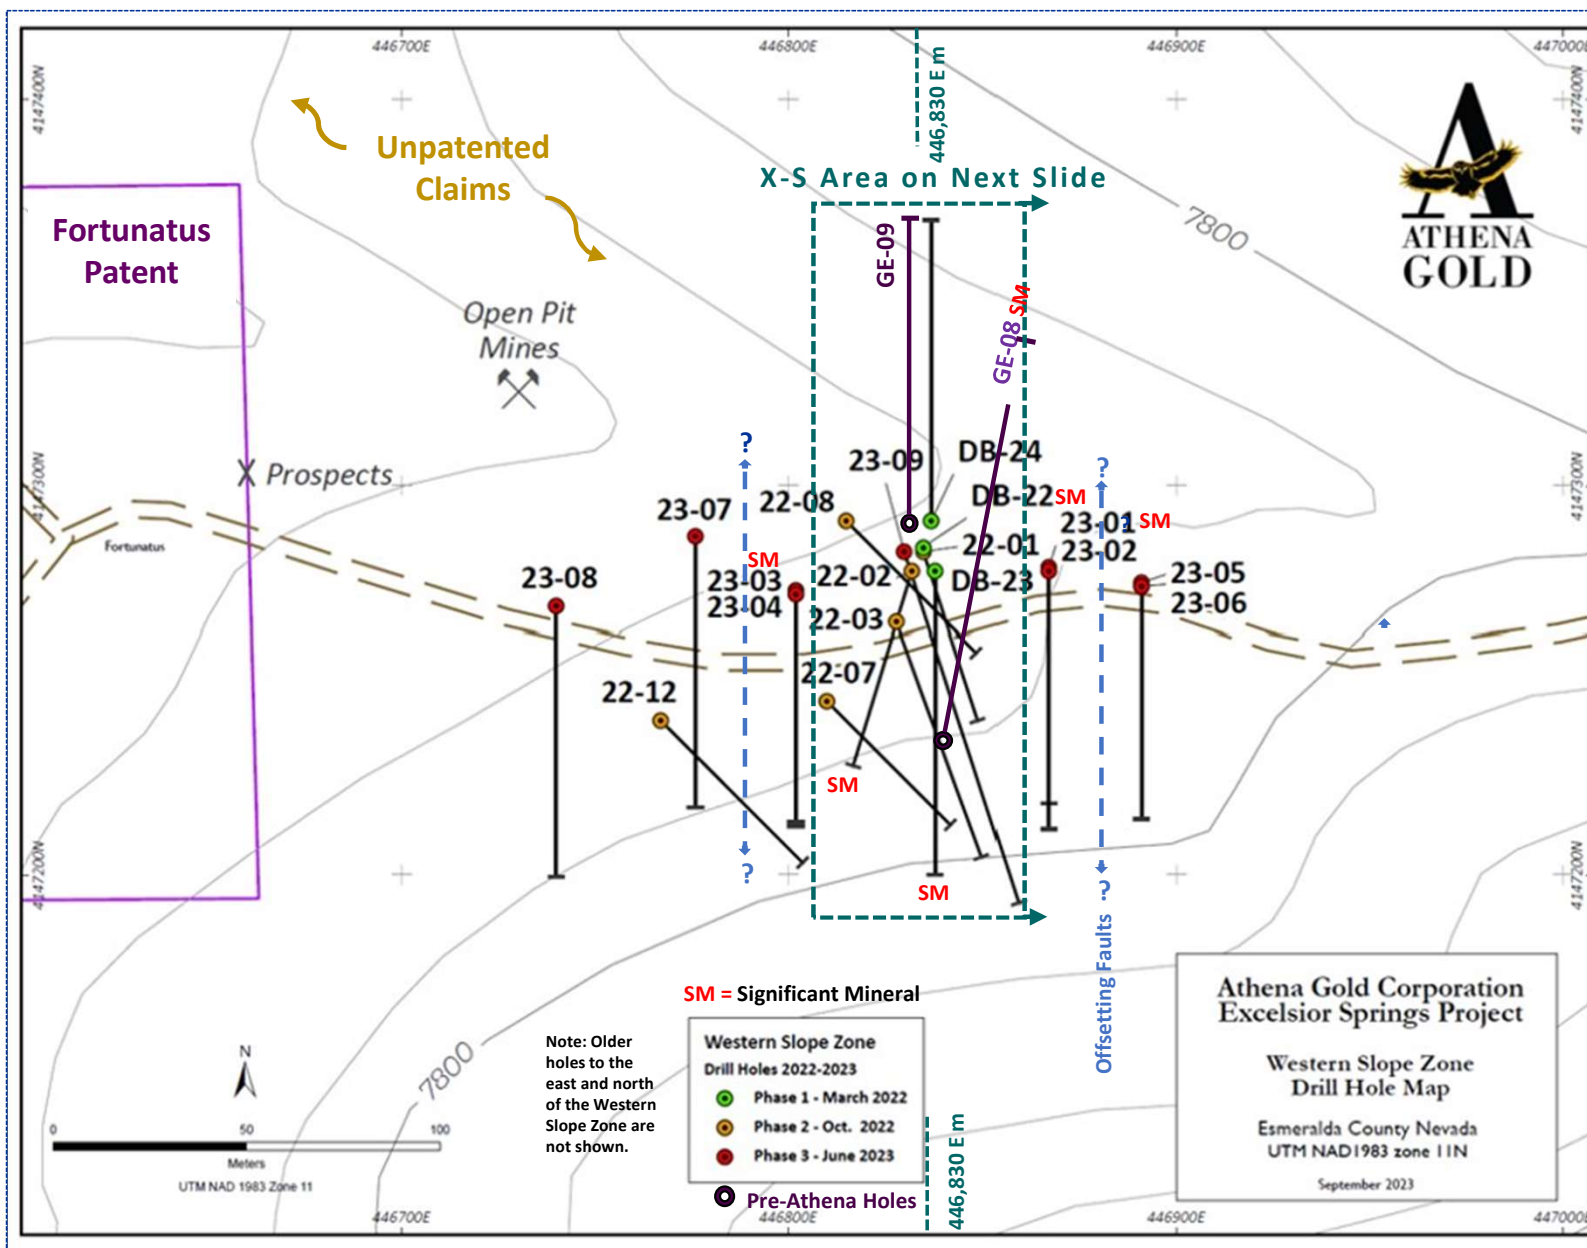 446700E
446800E
446900E
447000E
4147400N
4147400N
446,830 E m
Unpatented
Claims
X-S Area on Next Slide
ATHENA
GOLD
Fortunatus
Patent
GE-09
7800
SM
GE-08
Open Pit
Mines
4147300N
4147300N
X Prospects
?
?
23-09
DB-24
23-07
22-08
DB-22
SM
23-01
?
SM
Fortunatus
SM
22-01
23-02
23-08
23-03
22-02
DB-23
23-05
23-04
22-03
23-06
22-12
22-07
SM
?
SM
?
4147200N
4147200N
Offsetting Faults
7800
SM = Significant Mineral
Note: Older
holes to the
east and north
of the Western
Slope Zone are
not shown.
Western Slope Zone
Drill Holes 2022-2023
Phase 1 - March 2022
Phase 2 - Oct. 2022
Phase 3 - June 2023
Pre-Athena Holes
446,830 E m
Athena Gold Corporation
Excelsior Springs Project
Western Slope Zone
Drill Hole Map
Esmeralda County Nevada
UTM NAD1983 zone 11N
September 2023
N
0 50 100
Meters
UTM NAD 1983 Zone 11
446700E
446800E
446900E
447000E